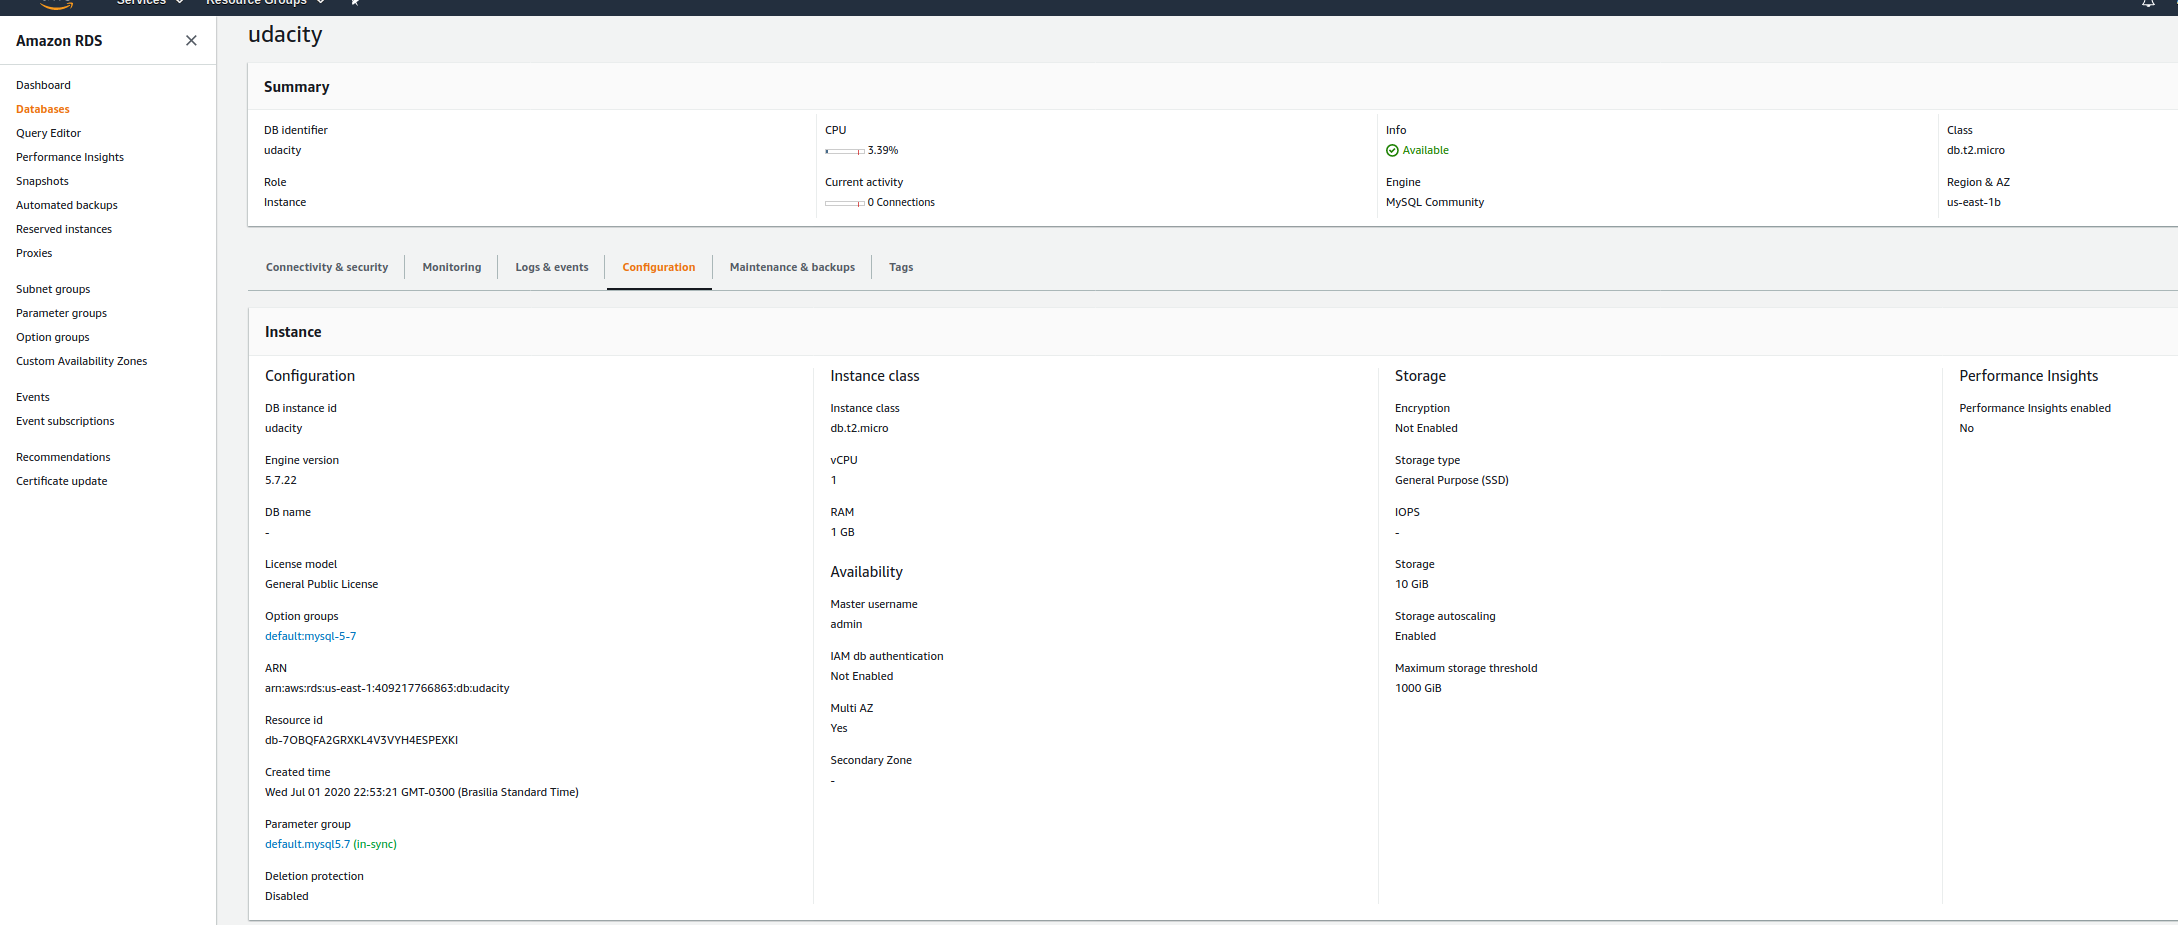 Services
Resource Groups
Amazon RDS
Dashboard
Databases
Query Editor
Performance Insights
Snapshots
Automated backups
Reserved instances
Proxies
Subnet groups
Parameter groups
Option groups
Custom Availability Zones
Events
Event subscriptions
Recommendations
Certificate update
udacity
Summary
DB identifier
udacity
Role
Instance
CPU
3.39%
Current activity
0 Connections
Info
Available
Engine
MySQL Community
Class
db.t2.micro
Region & AZ
us-east-1b
Connectivity & security
Monitoring
Logs & events
Configuration
Maintenance & backups
Tags
Instance
Configuration
DB instance id
udacity
Engine version
5.7.22
DB name
-
License model
General Public License
Option groups
default:mysql-5-7
ARN
arn:aws:rds:us-east-1:409217766863:db:udacity
Resource id
db-7OBQFA2GRXKL4V3VYH4ESPEXKI
Created time
Wed Jul 01 2020 22:53:21 GMT-0300 (Brasilia Standard Time)
Parameter group
default.mysql5.7 (in-sync)
Deletion protection
Disabled
Instance class
Instance class
db.t2.micro
vCPU
1
RAM
1 GB
Availability
Master username
admin
IAM db authentication
Not Enabled
Multi AZ
Yes
Secondary Zone
-
Storage
Encryption
Not Enabled
Storage type
General Purpose (SSD)
IOPS
-
Storage
10 GiB
Storage autoscaling
Enabled
Maximum storage threshold
1000 GiB
Performance Insights
Performance Insights enabled
No